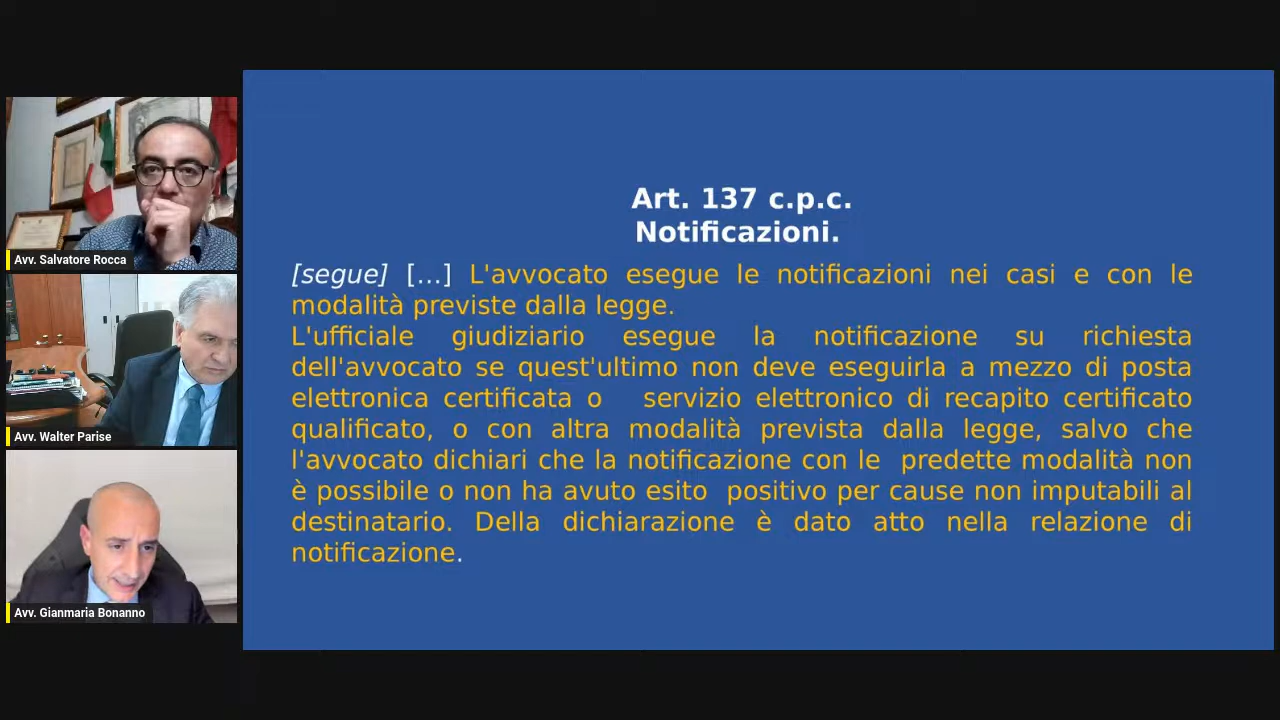 Avv. Salvatore Rocca
Avv. Walter Parise
Avv. Gianmaria Bonanno
Art. 137 c.p.c.
Notificazioni.
[segue] [...] L'avvocato esegue le notificazioni nei casi e con le
modalità previste dalla legge.
L'ufficiale giudiziario esegue la notificazione su richiesta
dell'avvocato se quest'ultimo non deve eseguirla a mezzo di posta
elettronica certificata o servizio elettronico di recapito certificato
qualificato, o con altra modalità prevista dalla legge, salvo che
l'avvocato dichiari che la notificazione con le predette modalità non
è possibile o non ha avuto esito positivo per cause non imputabili al
destinatario. Della dichiarazione è dato atto nella relazione di
notificazione.